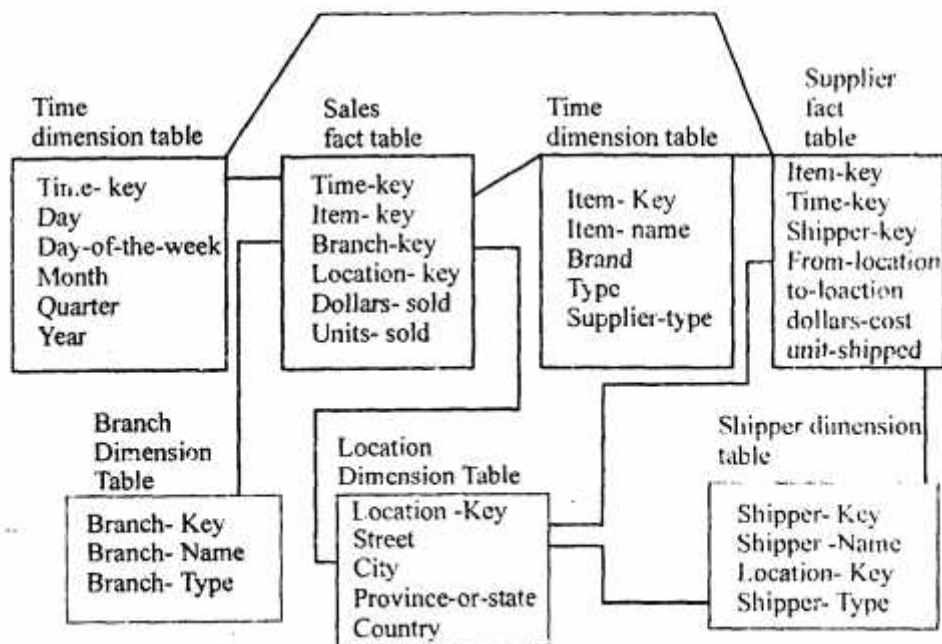 Time
dimension table
Time- key
Day
Day-of-the-week
Month
Quarter
Year
Sales
fact table
Time-key
Item- key
Branch-key
Location- key
Dollars- sold
Units- sold
Time
dimension table
Item- Key
Item- name
Brand
Type
Supplier-type
Supplier
fact
table
Item-key
Time-key
Shipper-key
From-location
to-loaction
dollars-cost
unit-shipped
Branch
Dimension
Table
Branch- Key
Branch- Name
Branch- Type
Location
Dimension Table
Location -Key
Street
City
Province-or-state
Country
Shipper dimension
table
Shipper- Key
Shipper -Name
Location- Key
Shipper- Type